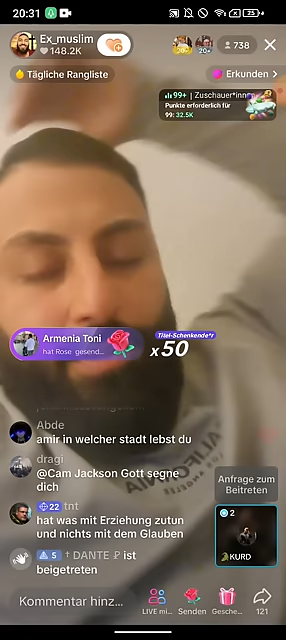 20:31
Ex_muslim
148.2K
20+
738
Tägliche Rangliste
Erkunden >
99+ | Zuschauer*innen
Punkte erforderlich für
99: 32.5K
Armenia Toni
hat Rose gesend...
Titel-Schenkende*r
x50
Abde
amir in welcher stadt lebst du
dragi
@Cam Jackson Gott segne
dich
22 tnt
hat was mit Erziehung zutun
und nichts mit dem Glauben
5 † DANTE ₽ ist
beigetreten
Anfrage zum
Beitreten
2
KURD
Kommentar hinz...
LIVE mi...
Senden
Gesche...
121